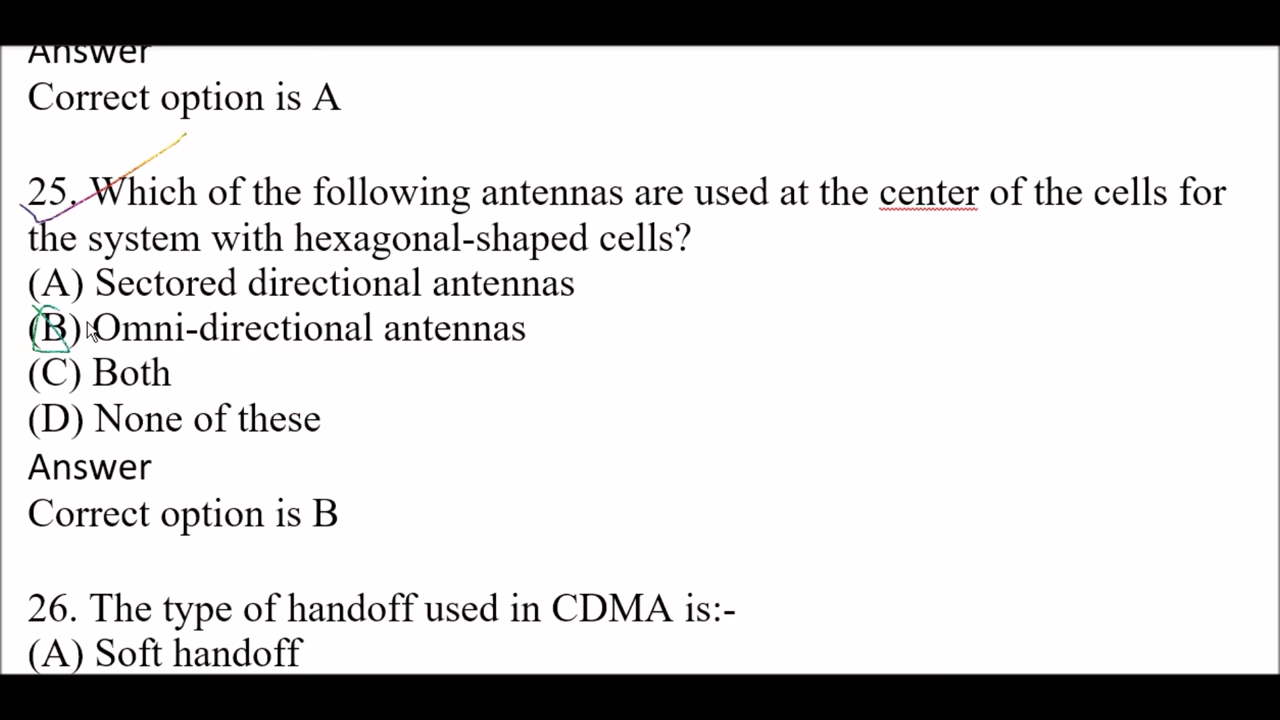 Answer
Correct option is A
25. Which of the following antennas are used at the center of the cells for
the system with hexagonal-shaped cells?
(A) Sectored directional antennas
(B) Omni-directional antennas
(C) Both
(D) None of these
Answer
Correct option is B
26. The type of handoff used in CDMA is:-
(A) Soft handoff